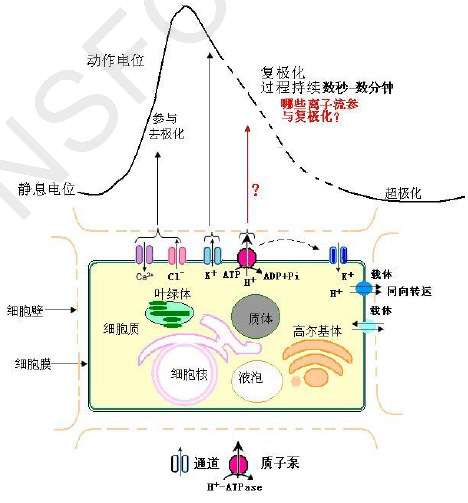 NSFC
动作电位
复极化
过程持续数秒-数分钟
哪些离子流参
与复极化?
参与
去极化
?
静息电位
超极化
Ca²⁺
Cl⁻
K⁺
ATP
H⁺
ADP+Pi
K⁺
载体
H⁺
同向转运
载体
叶绿体
细胞质
质体
高尔基体
细胞壁
细胞膜
细胞核
液泡
通道
质子泵
H⁺-ATPase